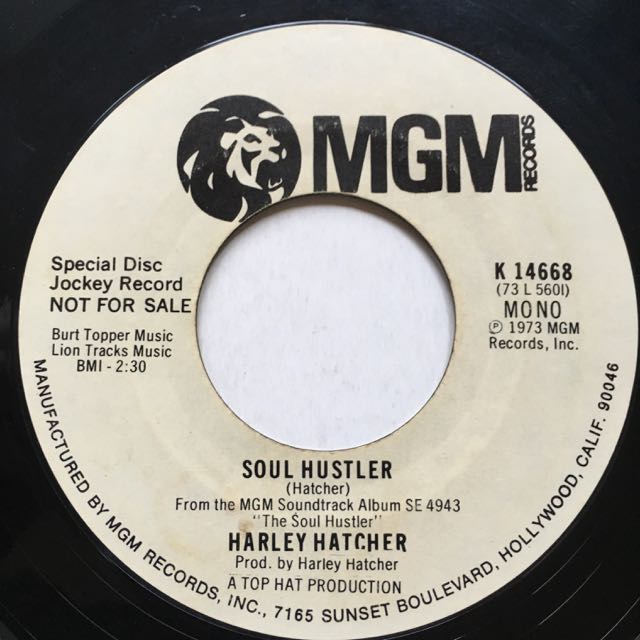 MGM
RECORDS
Special Disc
Jockey Record
NOT FOR SALE
Burt Topper Music
Lion Tracks Music
BMI - 2:30
K 14668
(73 L 5601)
MONO
℗ 1973 MGM
Records, Inc.
SOUL HUSTLER
(Hatcher)
From the MGM Soundtrack Album SE 4943
"The Soul Hustler"
HARLEY HATCHER
Prod. by Harley Hatcher
A TOP HAT PRODUCTION
MANUFACTURED BY MGM RECORDS, INC., 7165 SUNSET BOULEVARD, HOLLYWOOD, CALIF. 90046